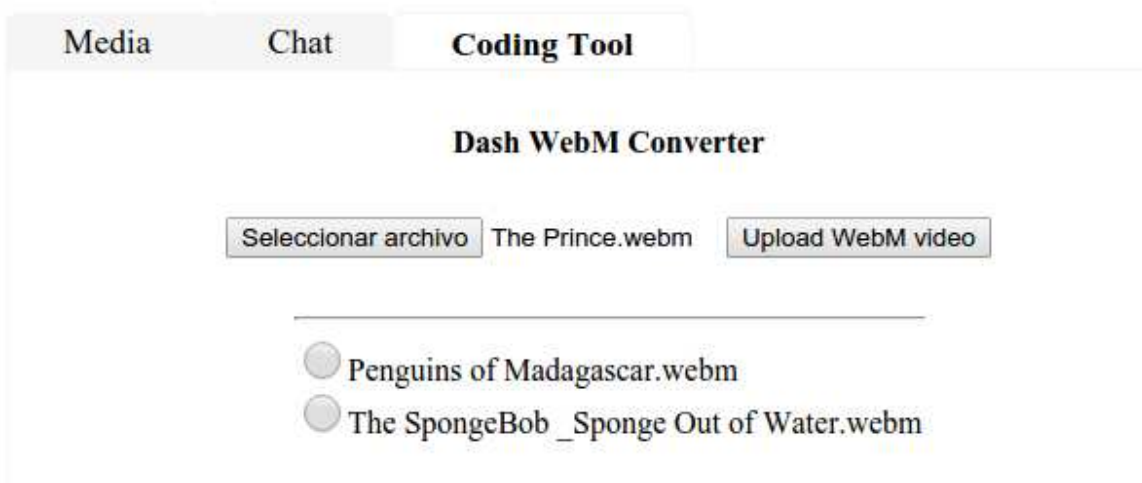 Media Chat Coding Tool
Dash WebM Converter
Seleccionar archivo The Prince.webm Upload WebM video
Penguins of Madagascar.webm
The SpongeBob _Sponge Out of Water.webm